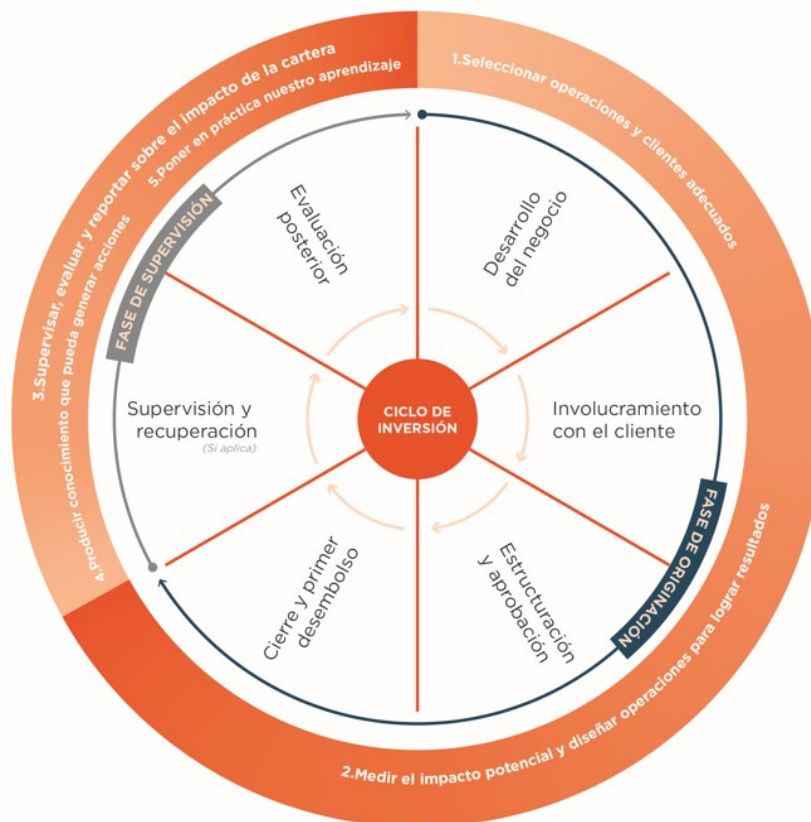 1.Seleccionar operaciones y clientes adecuados
2.Medir el impacto potencial y diseñar operaciones para lograr resultados
3.Supervisar, evaluar y reportar sobre el impacto de la cartera
4.Producir conocimiento que pueda generar acciones
5.Poner en práctica nuestro aprendizaje
FASE DE ORIGINACIÓN
FASE DE SUPERVISIÓN
Desarrollo
del negocio
Involucramiento
con el cliente
Estructuración
y aprobación
Cierre y primer
desembolso
Supervisión y
recuperación
(Si aplica)
Evaluación
posterior
CICLO DE
INVERSIÓN